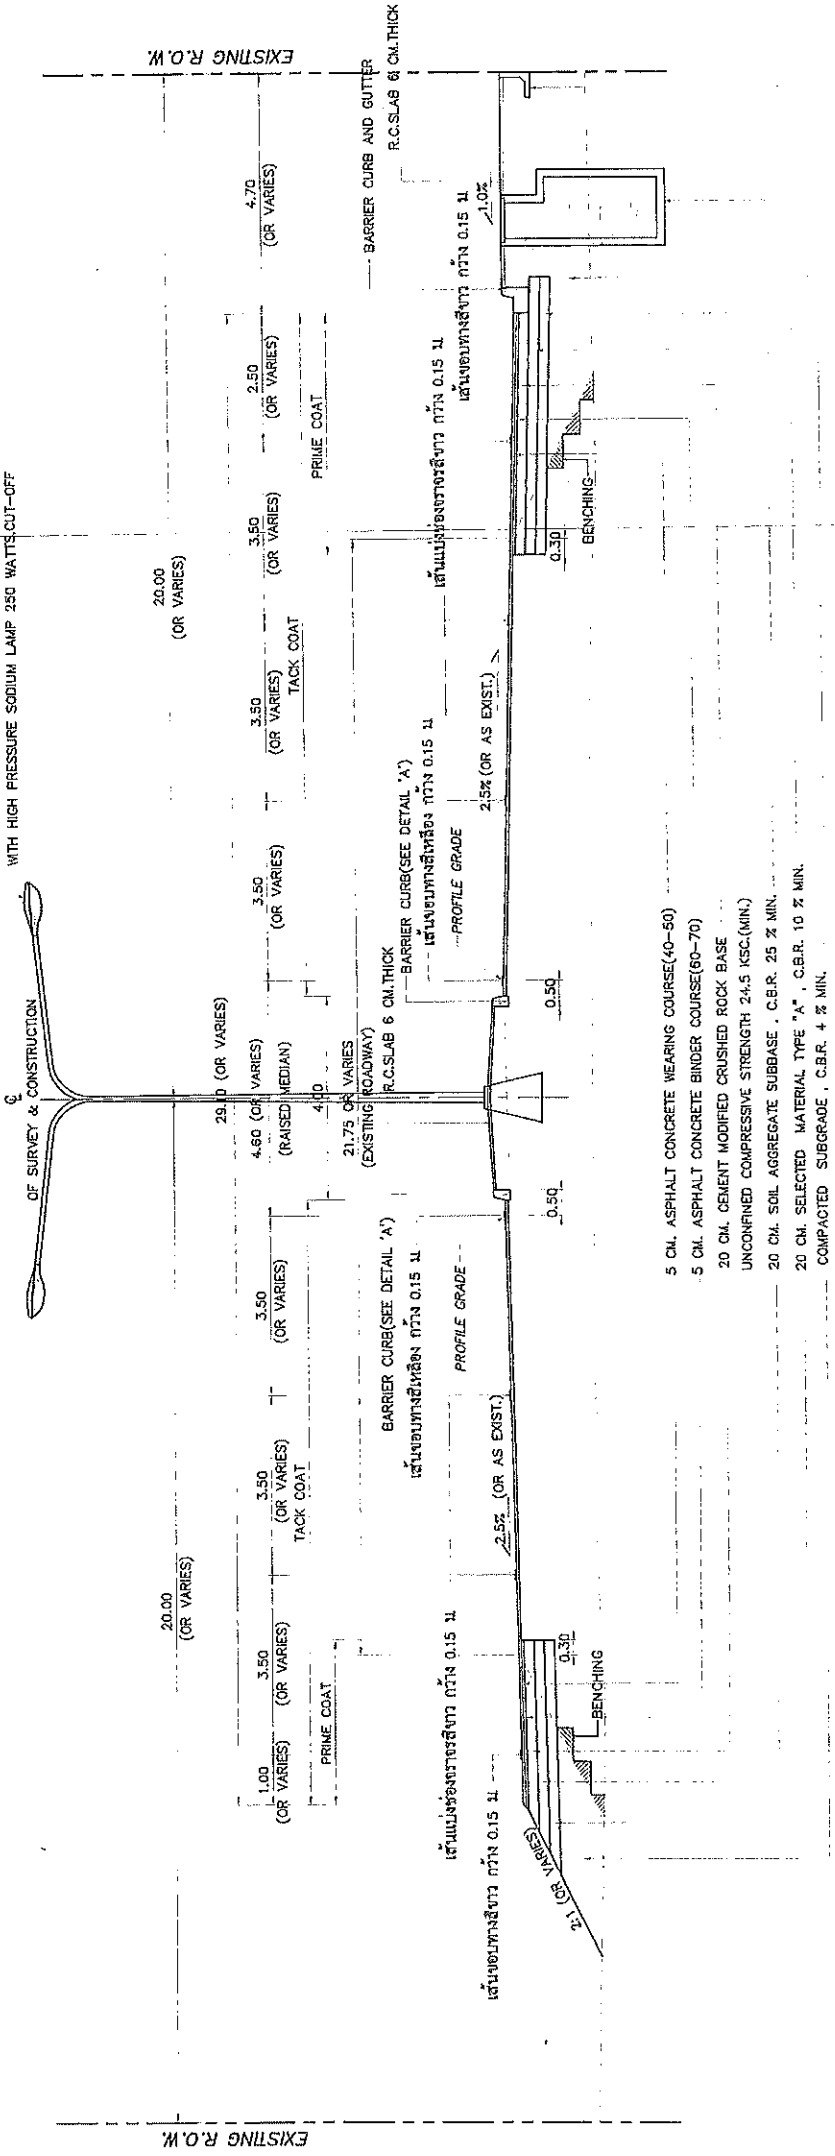 WITH HIGH PRESSURE SODIUM LAMP 250 WATTS,CUT-OFF
℄
OF SURVEY & CONSTRUCTION
EXISTING R.O.W.
EXISTING R.O.W.
20.00
(OR VARIES)
20.00
(OR VARIES)
29.10 (OR VARIES)
1.00
(OR VARIES)
3.50
(OR VARIES)
3.50
(OR VARIES)
3.50
(OR VARIES)
4.60 (OR VARIES)
(RAISED MEDIAN)
3.50
(OR VARIES)
3.50
(OR VARIES)
3.50
(OR VARIES)
2.50
(OR VARIES)
4.70
(OR VARIES)
PRIME COAT
TACK COAT
4.00
TACK COAT
PRIME COAT
21.75 OR VARIES
(EXISTING ROADWAY)
R.C.SLAB 6 CM.THICK
BARRIER CURB(SEE DETAIL 'A')
เส้นขอบทางสีเหลือง กว้าง 0.15 ม
BARRIER CURB(SEE DETAIL 'A')
เส้นขอบทางสีเหลือง กว้าง 0.15 ม
BARRIER CURB AND GUTTER
R.C.SLAB 6 CM.THICK
เส้นแบ่งช่องจราจรสีขาว กว้าง 0.15 ม
เส้นขอบทางสีขาว กว้าง 0.15 ม
เส้นแบ่งช่องจราจรสีขาว กว้าง 0.15 ม
เส้นขอบทางสีขาว กว้าง 0.15 ม
PROFILE GRADE
PROFILE GRADE
2.5% (OR AS EXIST.)
2.5% (OR AS EXIST.)
1.0%
2:1 (OR VARIES)
0.30
BENCHING
0.50
0.50
0.30
BENCHING
5 CM. ASPHALT CONCRETE WEARING COURSE(40-50)
5 CM. ASPHALT CONCRETE BINDER COURSE(60-70)
20 CM. CEMENT MODIFIED CRUSHED ROCK BASE
UNCONFINED COMPRESSIVE STRENGTH 24.5 KSC.(MIN.)
20 CM. SOIL AGGREGATE SUBBASE , C.B.R. 25 % MIN.
20 CM. SELECTED MATERIAL TYPE "A" , C.B.R. 10 % MIN.
COMPACTED SUBGRADE , C.B.R. 4 % MIN.